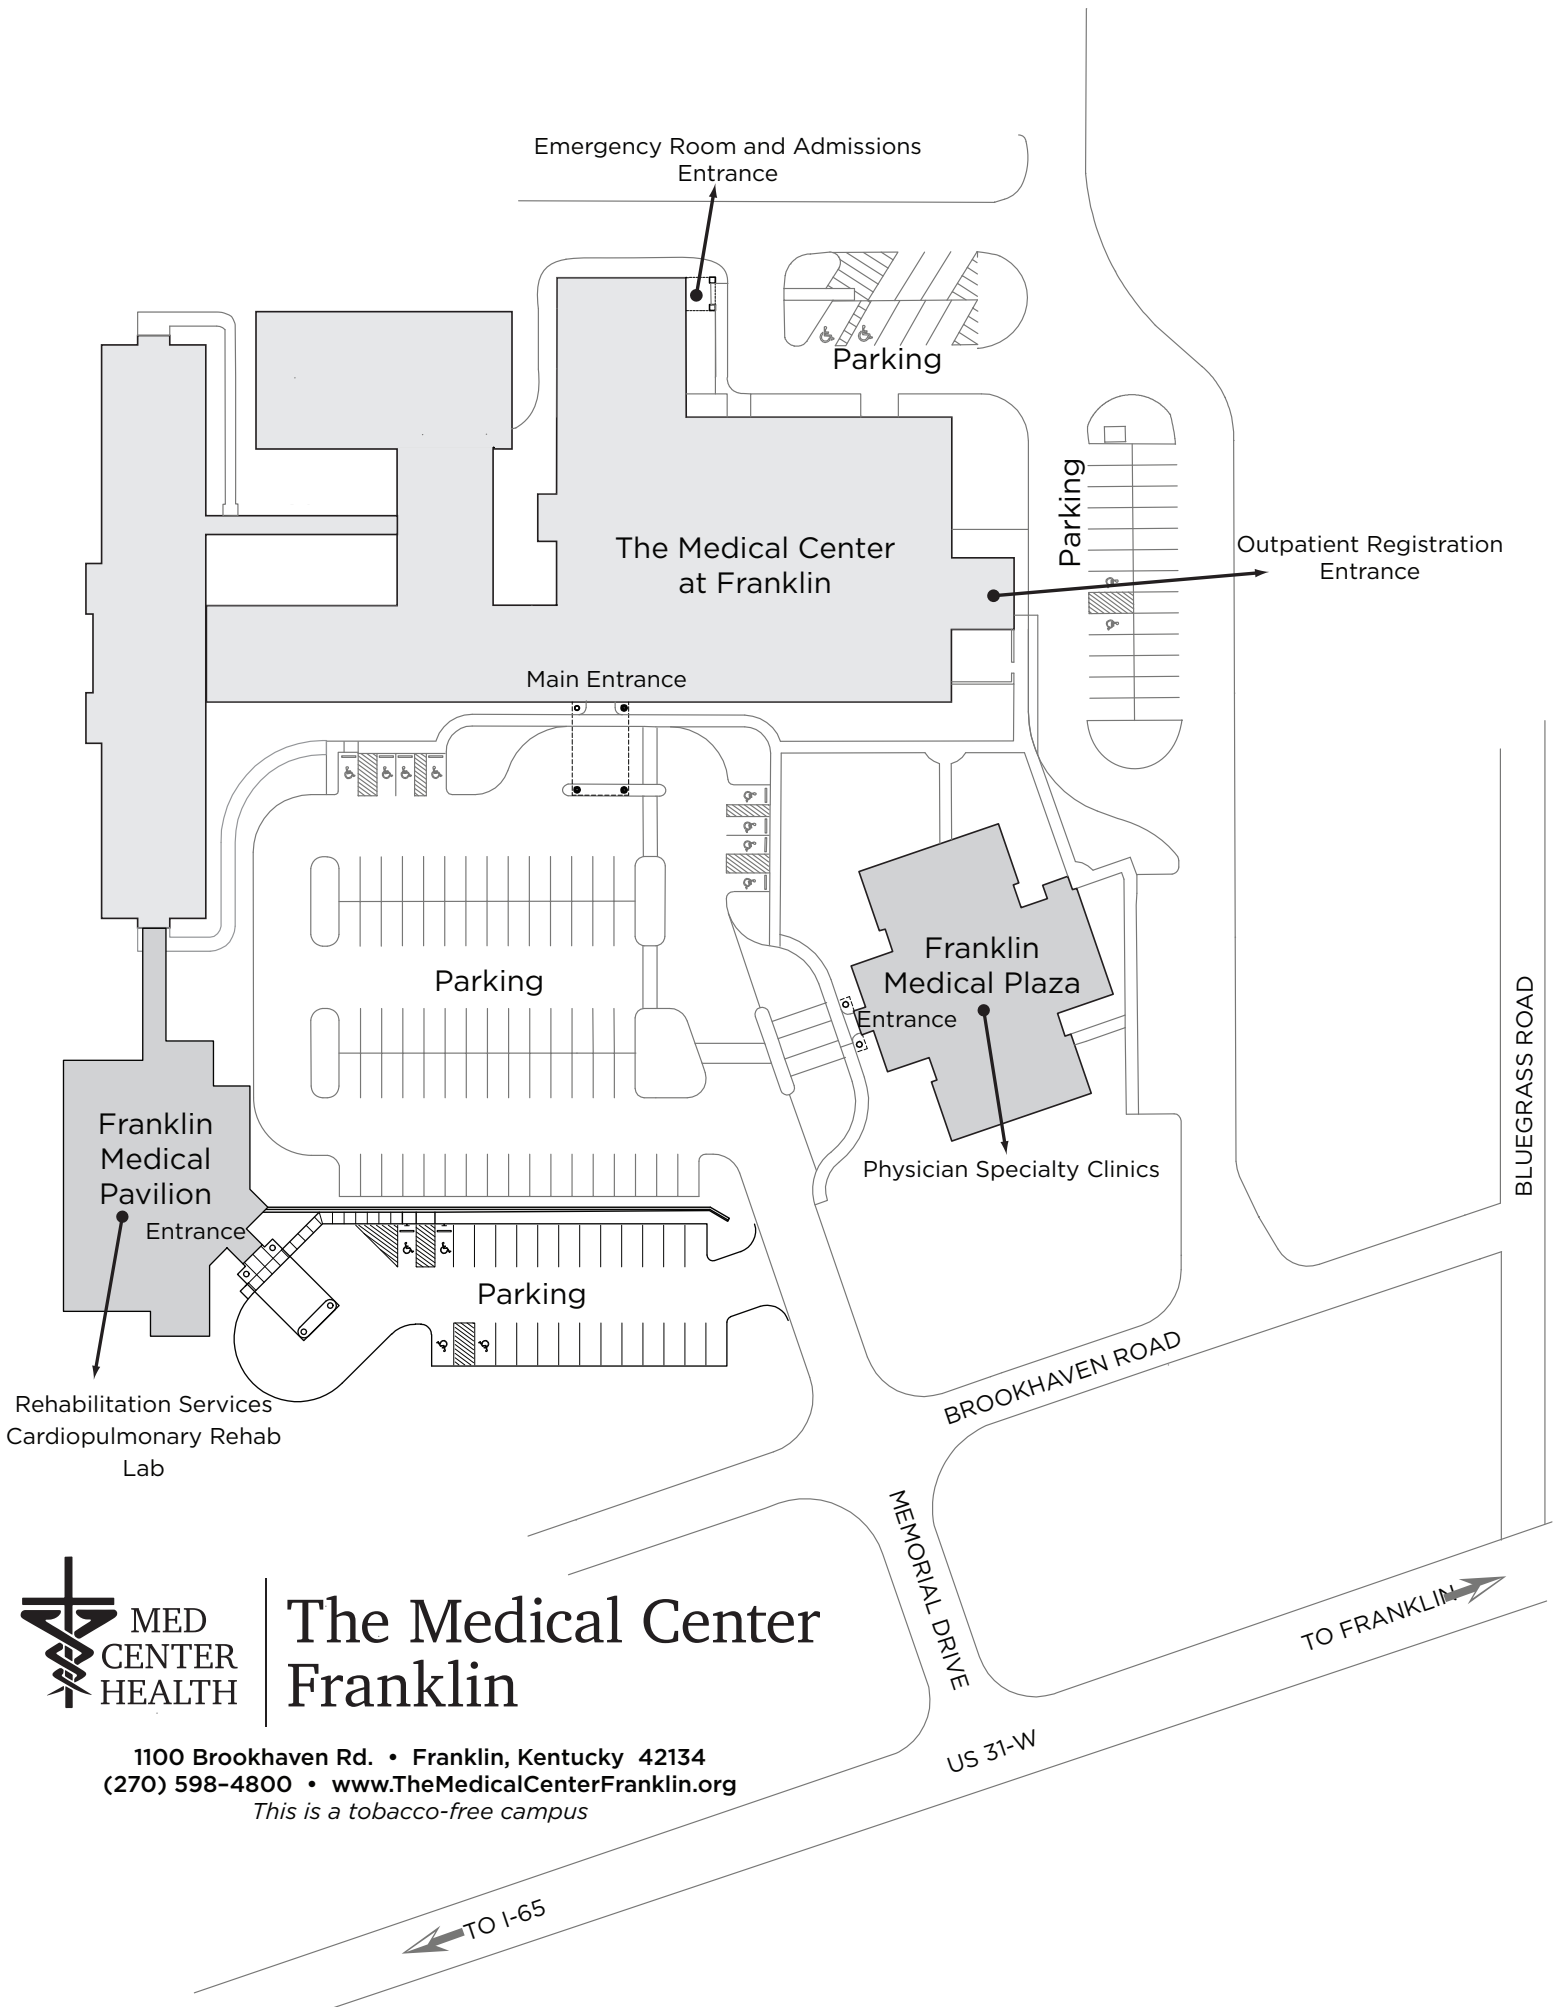 Emergency Room and Admissions
Entrance
Parking
Parking
Outpatient Registration
Entrance
The Medical Center
at Franklin
Main Entrance
Franklin
Medical Plaza
Entrance
Parking
BLUEGRASS ROAD
Franklin
Medical
Pavilion
Entrance
Physician Specialty Clinics
Parking
BROOKHAVEN ROAD
Rehabilitation Services
Cardiopulmonary Rehab
Lab
MEMORIAL DRIVE
TO FRANKLIN
MED
CENTER
HEALTH
The Medical Center
Franklin
US 31-W
1100 Brookhaven Rd. • Franklin, Kentucky 42134
(270) 598–4800 • www.TheMedicalCenterFranklin.org
This is a tobacco-free campus
TO I-65